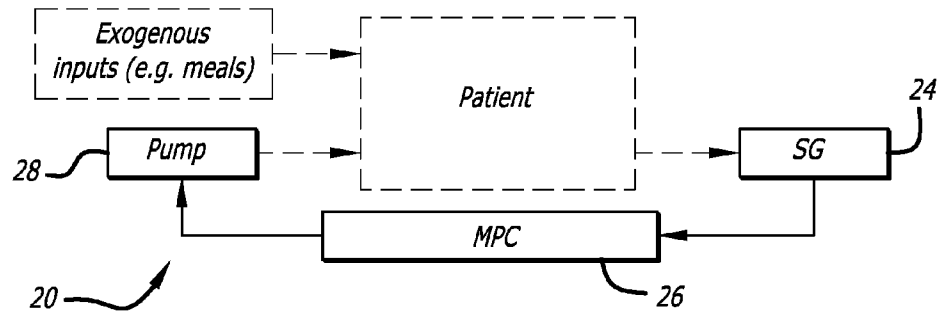 Exogenous
inputs (e.g. meals)
Patient
24
Pump
SG
28
MPC
20
26